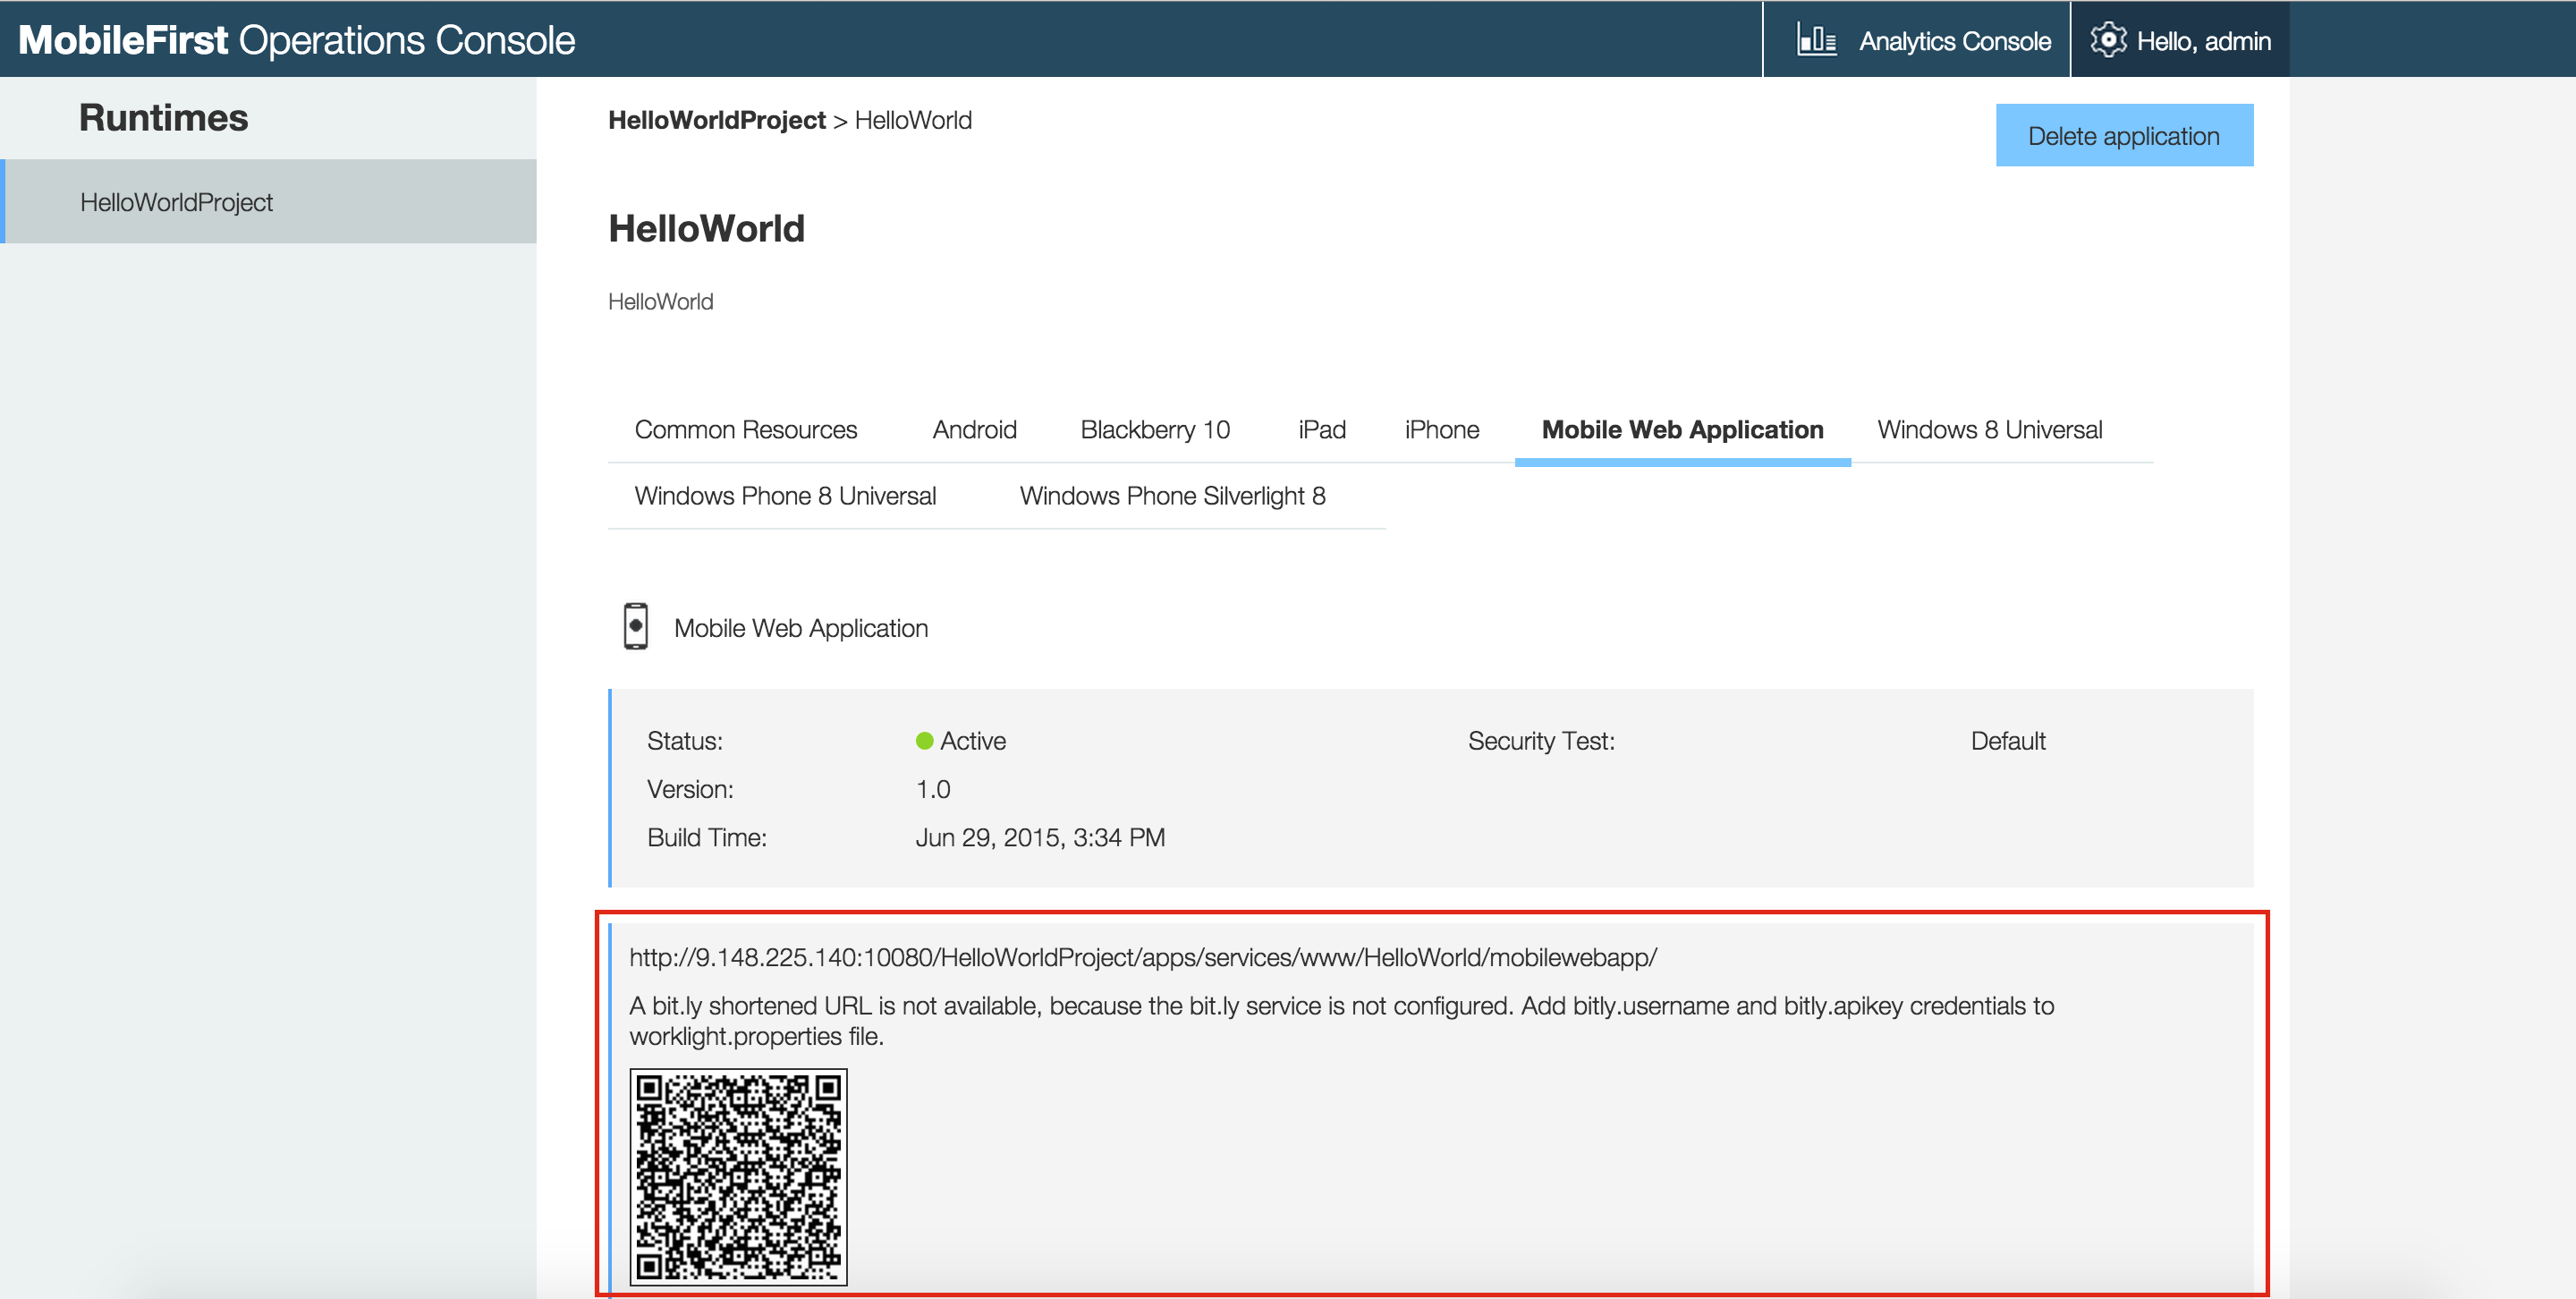 MobileFirst Operations Console
Analytics Console
Hello, admin
Runtimes
HelloWorldProject
HelloWorldProject > HelloWorld
Delete application
HelloWorld
HelloWorld
Common Resources Android Blackberry 10 iPad iPhone Mobile Web Application Windows 8 Universal
Windows Phone 8 Universal Windows Phone Silverlight 8
Mobile Web Application
Status: Active Security Test: Default
Version: 1.0
Build Time: Jun 29, 2015, 3:34 PM
http://9.148.225.140:10080/HelloWorldProject/apps/services/www/HelloWorld/mobilewebapp/
A bit.ly shortened URL is not available, because the bit.ly service is not configured. Add bitly.username and bitly.apikey credentials to
worklight.properties file.